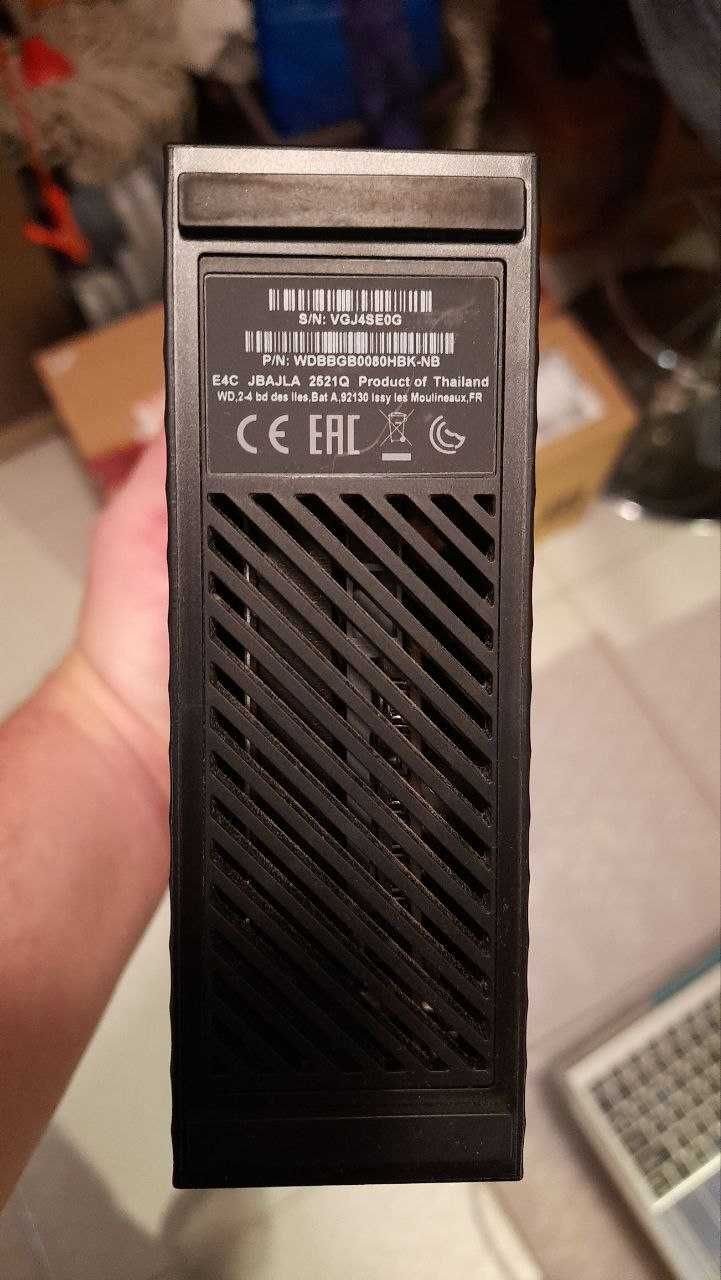 S/N: VGJ4SE0G
P/N: WDBBGB0080HBK-NB
E4C JBAJLA 2521Q Product of Thailand
WD,2-4 bd des Iles,Bat A,92130 Issy les Moulineaux,FR
CE EAC